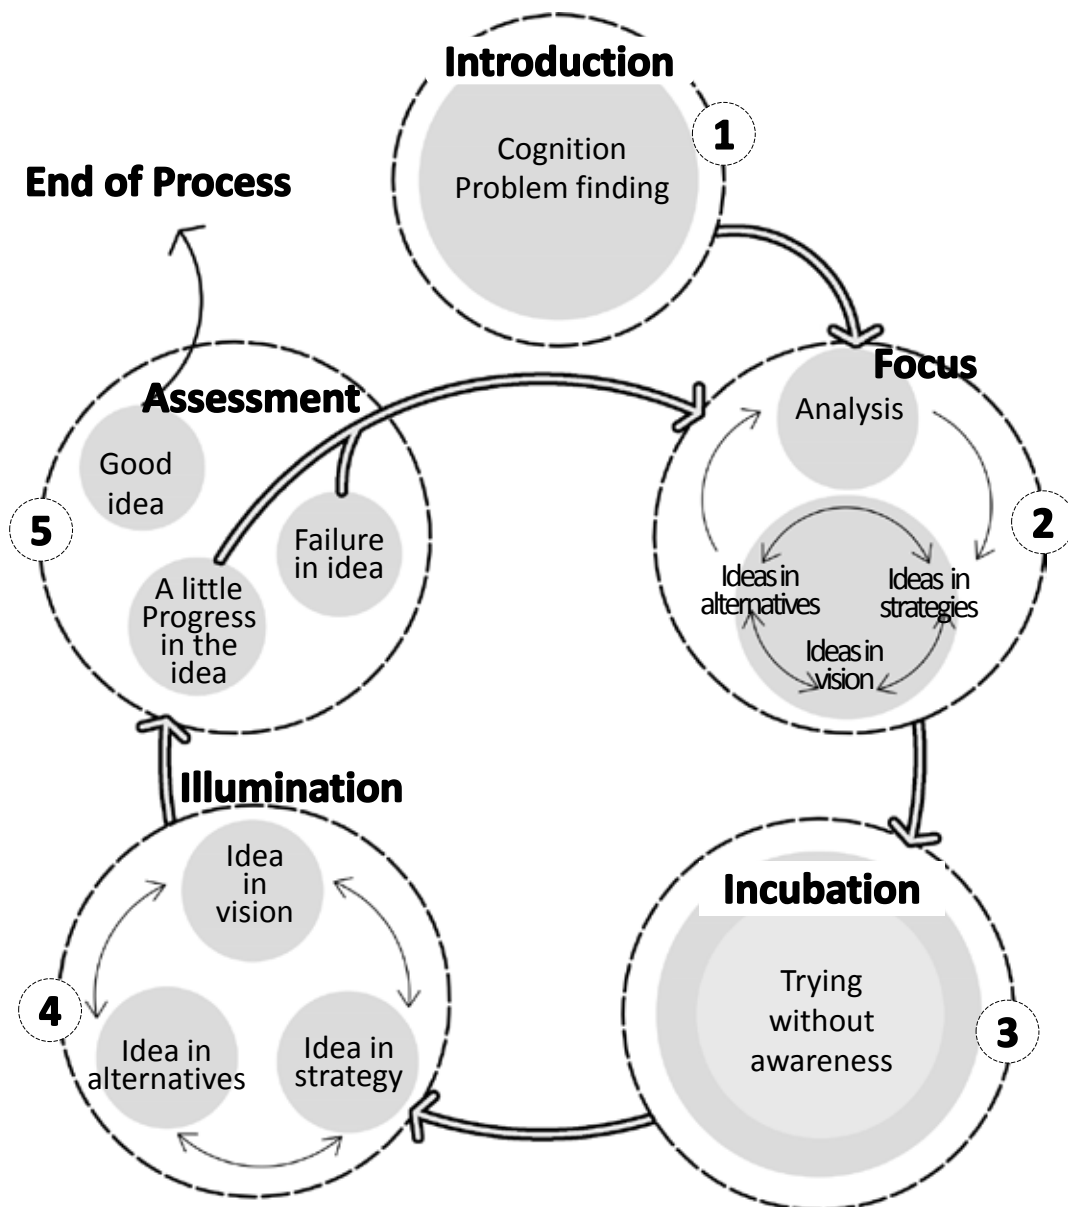 Introduction
1
Cognition
Problem finding
End of Process
Focus
Analysis
2
Ideas in
alternatives
Ideas in
strategies
Ideas in
vision
Incubation
Trying
without
awareness
3
Illumination
Idea
in
vision
4
Idea in
alternatives
Idea in
strategy
Assessment
Good
idea
5
Failure
in idea
A little
Progress
in the
idea